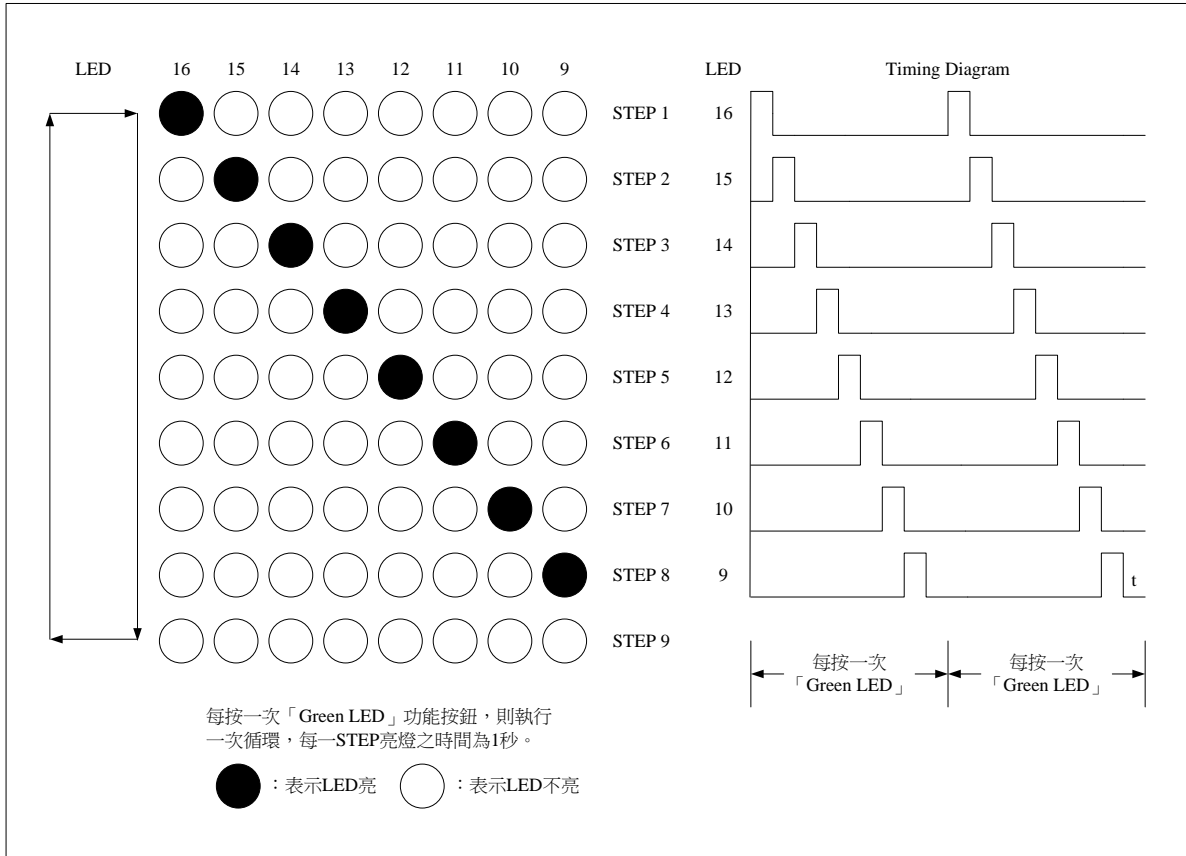 LED 16 15 14 13 12 11 10 9
STEP 1
STEP 2
STEP 3
STEP 4
STEP 5
STEP 6
STEP 7
STEP 8
STEP 9
每按一次「Green LED」功能按鈕,則執行
一次循環,每一STEP亮燈之時間為1秒。
:表示LED亮
:表示LED不亮
LED Timing Diagram
16
15
14
13
12
11
10
9
t
每按一次
「Green LED」
每按一次
「Green LED」